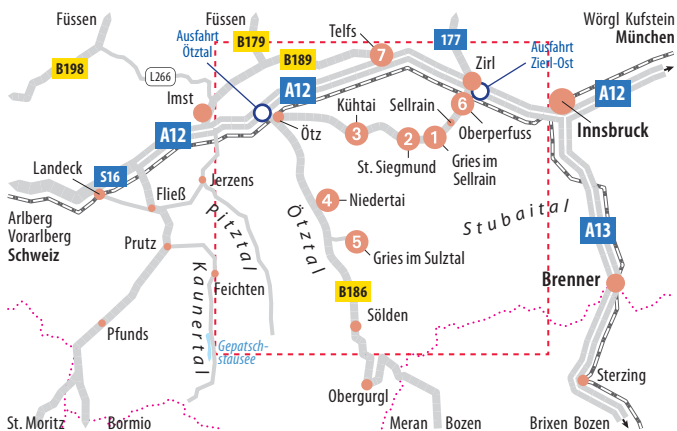 Füssen
Füssen
Wörgl Kufstein
München
Ausfahrt
Ötztal
B179
Telfs
177
B198
B189
7
Zirl
Ausfahrt
Zierl-Ost
L266
Imst
A12
Kühtai
Sellrain
6
A12
A12
Ötz
3
Oberperfuss
Innsbruck
2
1
St. Siegmund
Gries im
Sellrain
Landeck
S16
Fließ
Jerzens
Arlberg
Vorarlberg
Schweiz
Pitztal
Ötztal
4
Niedertai
Stubaital
A13
Prutz
5
Gries im Sulztal
Kaunertal
Feichten
B186
Brenner
Pfunds
Sölden
Gepatsch-
stausee
Obergurgl
Sterzing
St. Moritz
Bormio
Meran
Bozen
Brixen Bozen